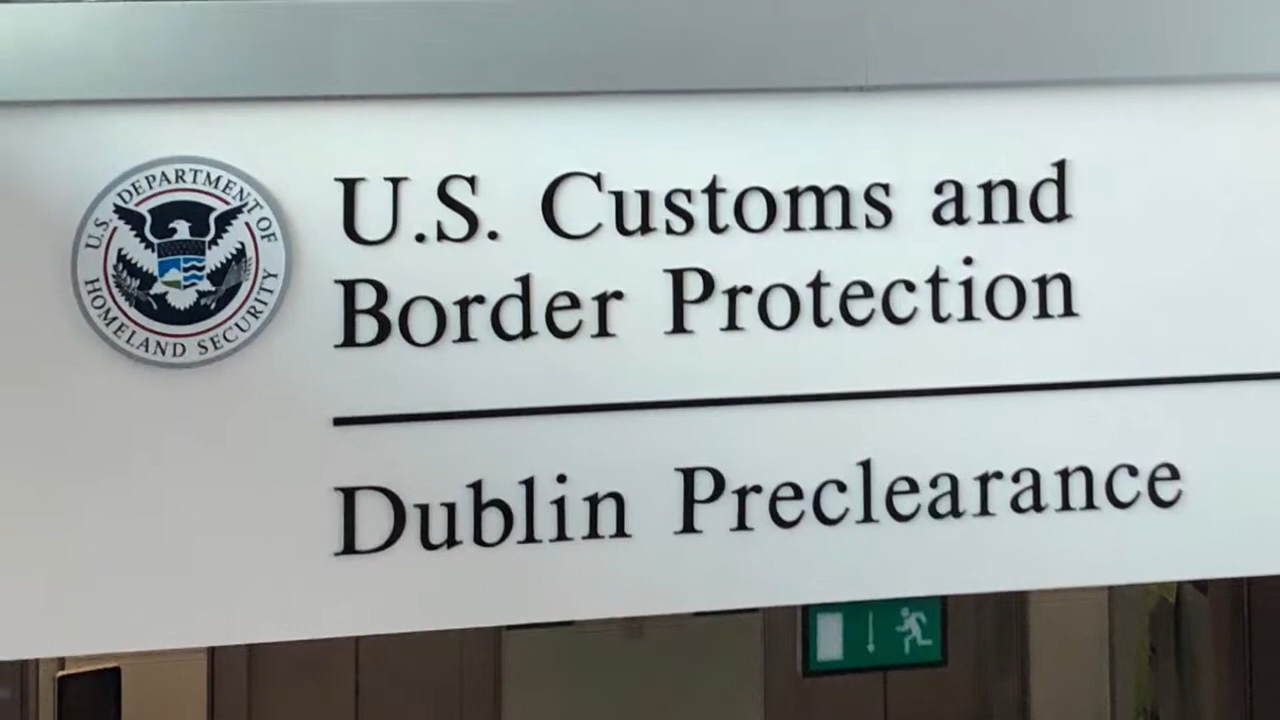 U.S. DEPARTMENT OF
HOMELAND SECURITY
U.S. Customs and
Border Protection
Dublin Preclearance